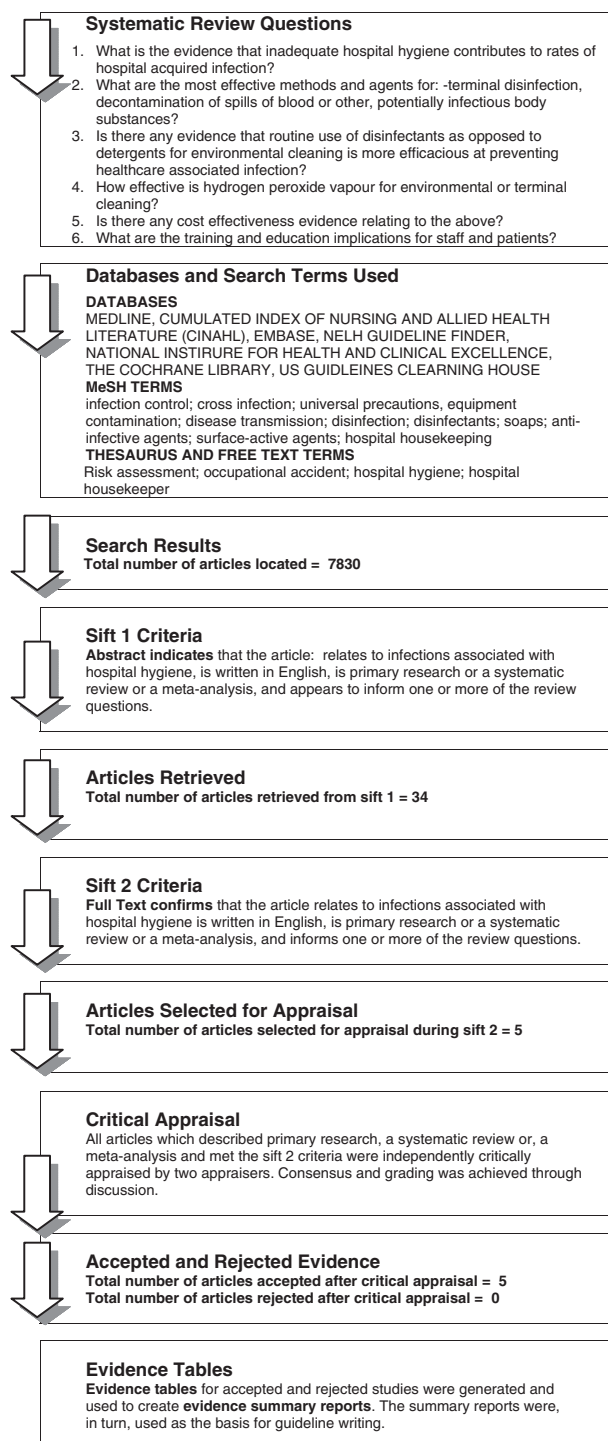 Systematic Review Questions
1. What is the evidence that inadequate hospital hygiene contributes to rates of
hospital acquired infection?
2. What are the most effective methods and agents for: -terminal disinfection,
decontamination of spills of blood or other, potentially infectious body
substances?
3. Is there any evidence that routine use of disinfectants as opposed to
detergents for environmental cleaning is more efficacious at preventing
healthcare associated infection?
4. How effective is hydrogen peroxide vapour for environmental or terminal
cleaning?
5. Is there any cost effectiveness evidence relating to the above?
6. What are the training and education implications for staff and patients?
Databases and Search Terms Used
DATABASES
MEDLINE, CUMULATED INDEX OF NURSING AND ALLIED HEALTH
LITERATURE (CINAHL), EMBASE, NELH GUIDELINE FINDER,
NATIONAL INSTIRURE FOR HEALTH AND CLINICAL EXCELLENCE,
THE COCHRANE LIBRARY, US GUIDLEINES CLEARNING HOUSE
MeSH TERMS
infection control; cross infection; universal precautions, equipment
contamination; disease transmission; disinfection; disinfectants; soaps; anti-
infective agents; surface-active agents; hospital housekeeping
THESAURUS AND FREE TEXT TERMS
Risk assessment; occupational accident; hospital hygiene; hospital
housekeeper
Search Results
Total number of articles located = 7830
Sift 1 Criteria
Abstract indicates that the article: relates to infections associated with
hospital hygiene, is written in English, is primary research or a systematic
review or a meta-analysis, and appears to inform one or more of the review
questions.
Articles Retrieved
Total number of articles retrieved from sift 1 = 34
Sift 2 Criteria
Full Text confirms that the article relates to infections associated with
hospital hygiene is written in English, is primary research or a systematic
review or a meta-analysis, and informs one or more of the review questions.
Articles Selected for Appraisal
Total number of articles selected for appraisal during sift 2 = 5
Critical Appraisal
All articles which described primary research, a systematic review or, a
meta-analysis and met the sift 2 criteria were independently critically
appraised by two appraisers. Consensus and grading was achieved through
discussion.
Accepted and Rejected Evidence
Total number of articles accepted after critical appraisal = 5
Total number of articles rejected after critical appraisal = 0
Evidence Tables
Evidence tables for accepted and rejected studies were generated and
used to create evidence summary reports. The summary reports were,
in turn, used as the basis for guideline writing.